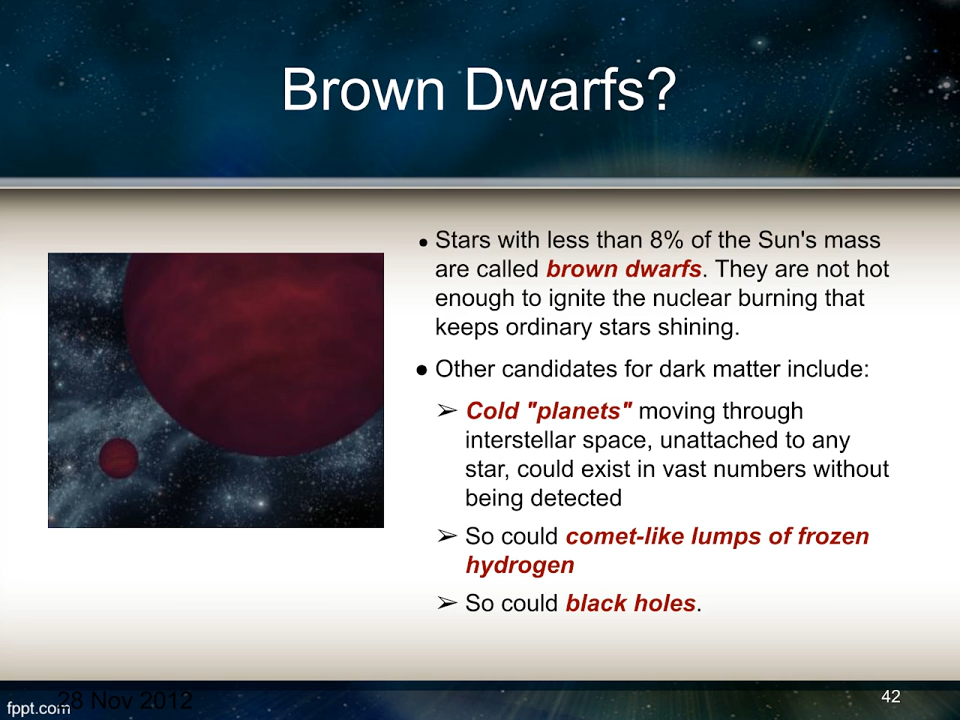 Brown Dwarfs?
● Stars with less than 8% of the Sun's mass
are called brown dwarfs. They are not hot
enough to ignite the nuclear burning that
keeps ordinary stars shining.
● Other candidates for dark matter include:
➢ Cold "planets" moving through
interstellar space, unattached to any
star, could exist in vast numbers without
being detected
➢ So could comet-like lumps of frozen
hydrogen
➢ So could black holes.
28 Nov 2012
fppt.com
42